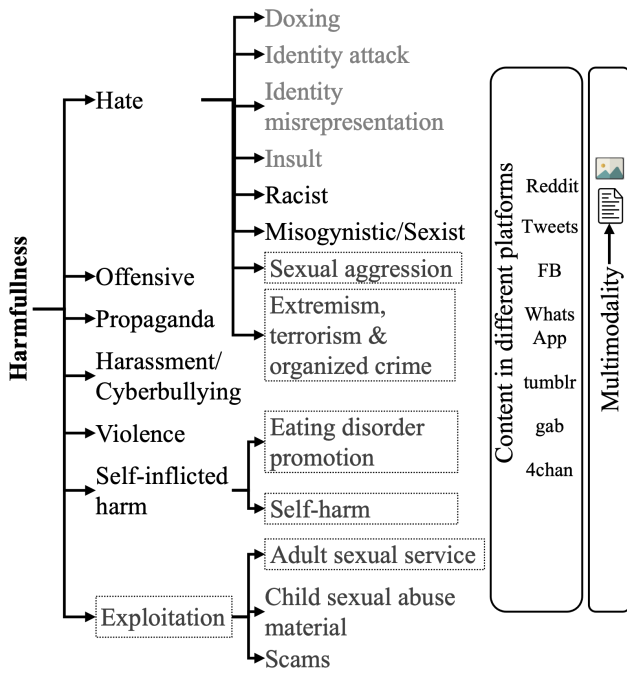 Harmfullness
Hate
Doxing
Identity attack
Identity
misrepresentation
Insult
Racist
Misogynistic/Sexist
Sexual aggression
Extremism,
terrorism &
organized crime
Offensive
Propaganda
Harassment/
Cyberbullying
Violence
Self-inflicted
harm
Eating disorder
promotion
Self-harm
Exploitation
Adult sexual service
Child sexual abuse
material
Scams
Content in different platforms
Reddit
Tweets
FB
Whats
App
tumblr
gab
4chan
Multimodality